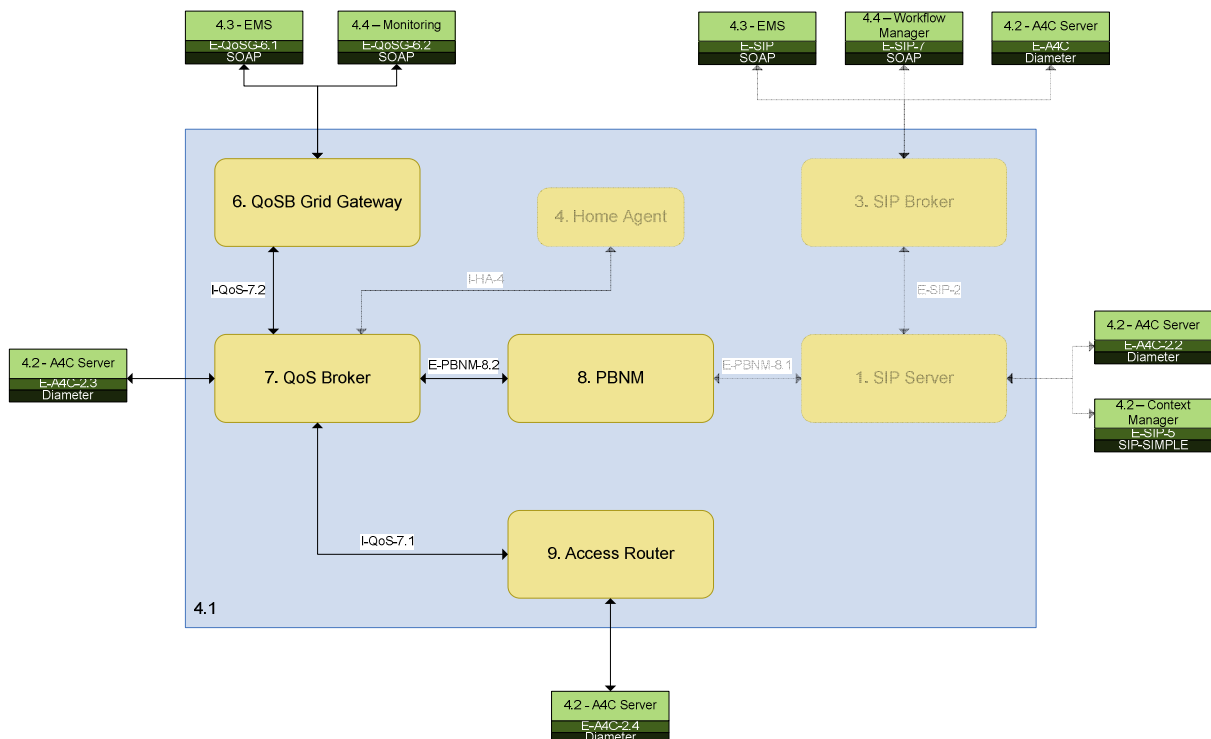 4.3 - EMS
E-QoSG-6.1
SOAP
4.4 – Monitoring
E-QoSG-6.2
SOAP
4.3 - EMS
E-SIP
SOAP
4.4 – Workflow
Manager
E-SIP-7
SOAP
4.2 - A4C Server
E-A4C
Diameter
6. QoSB Grid Gateway
4. Home Agent
3. SIP Broker
I-QoS-7.2
I-HA-4
E-SIP-2
4.2 - A4C Server
E-A4C-2.3
Diameter
7. QoS Broker
E-PBNM-8.2
8. PBNM
E-PBNM-8.1
1. SIP Server
4.2 - A4C Server
E-A4C-2.2
Diameter
4.2 – Context
Manager
E-SIP-5
SIP-SIMPLE
I-QoS-7.1
9. Access Router
4.1
4.2 - A4C Server
E-A4C-2.4
Diameter